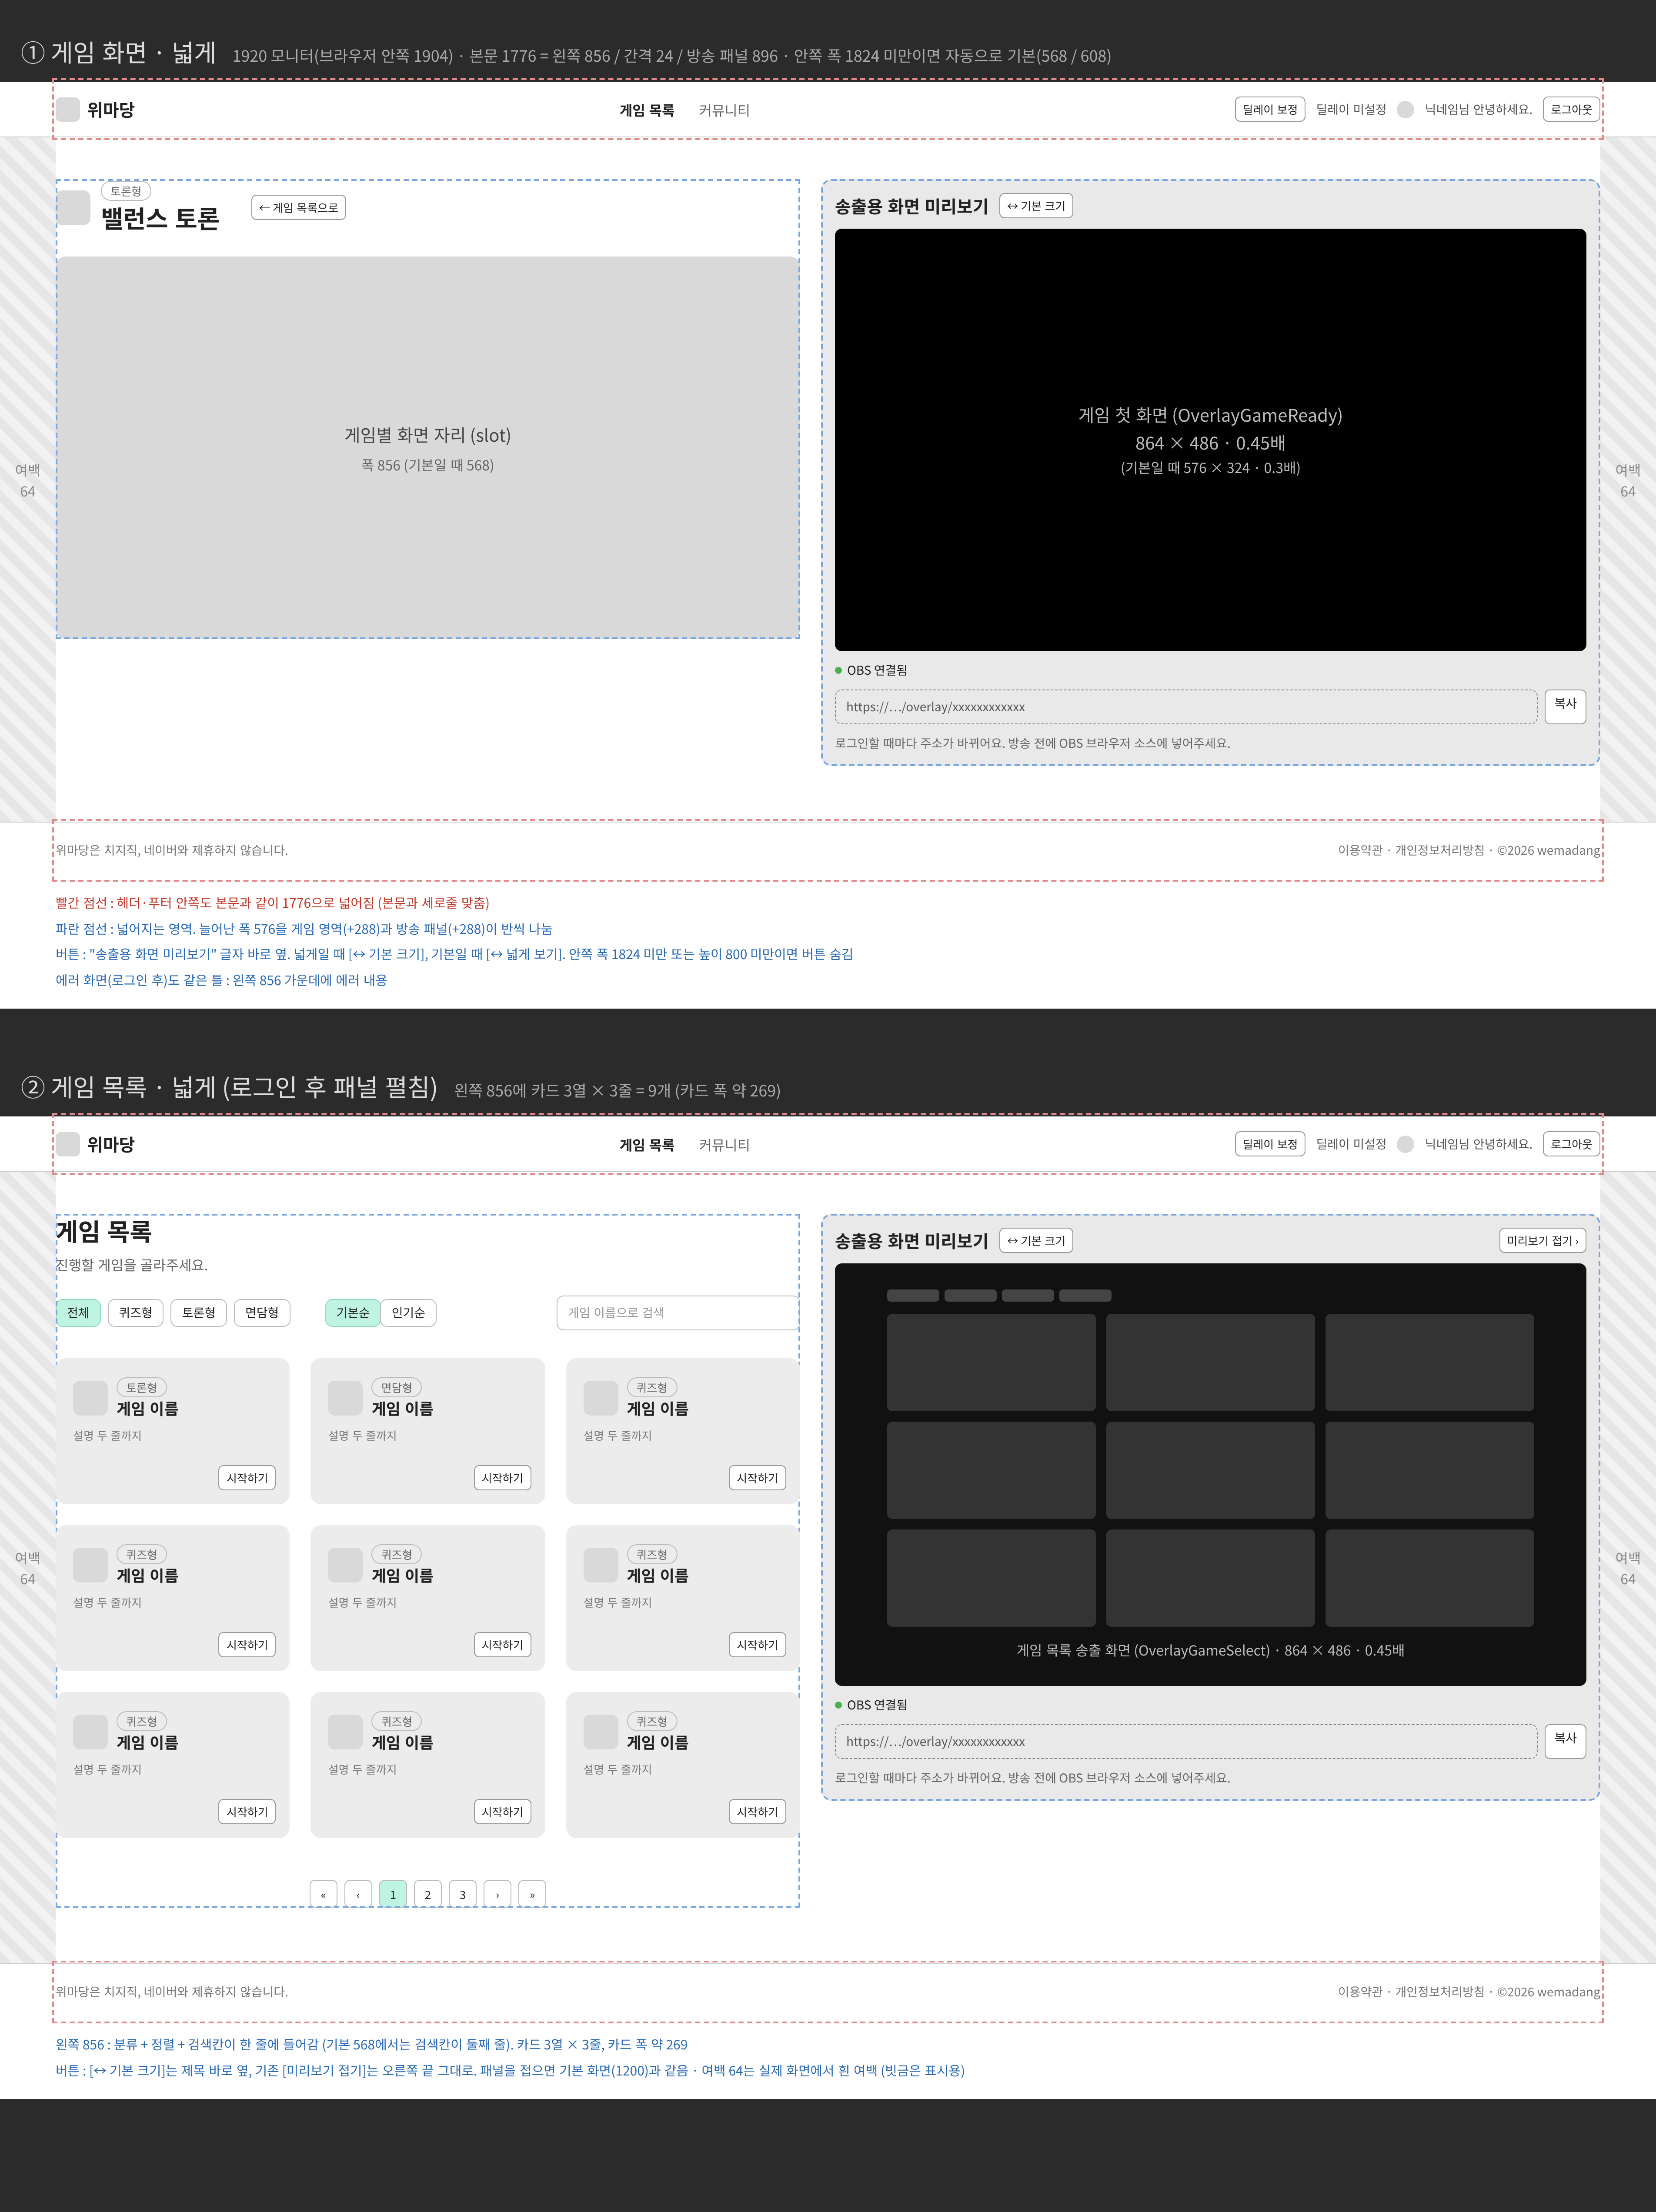 ① 게임 화면 · 넓게 1920 모니터(브라우저 안쪽 1904) · 본문 1776 = 왼쪽 856 / 간격 24 / 방송 패널 896 · 안쪽 폭 1824 미만이면 자동으로 기본(568 / 608)
위마당 게임 목록 커뮤니티 딜레이 보정 딜레이 미설정 닉네임님 안녕하세요. 로그아웃
토론형
밸런스 토론 ← 게임 목록으로
게임별 화면 자리 (slot)
폭 856 (기본일 때 568)
송출용 화면 미리보기 ↔ 기본 크기
게임 첫 화면 (OverlayGameReady)
864 × 486 · 0.45배
(기본일 때 576 × 324 · 0.3배)
여백
64
여백
64
OBS 연결됨
https://…/overlay/xxxxxxxxxxxx 복사
로그인할 때마다 주소가 바뀌어요. 방송 전에 OBS 브라우저 소스에 넣어주세요.
위마당은 치지직, 네이버와 제휴하지 않습니다. 이용약관 · 개인정보처리방침 · ©2026 wemadang
빨간 점선 : 헤더·푸터 안쪽도 본문과 같이 1776으로 넓어짐 (본문과 세로줄 맞춤)
파란 점선 : 넓어지는 영역. 늘어난 폭 576을 게임 영역(+288)과 방송 패널(+288)이 반씩 나눔
버튼 : "송출용 화면 미리보기" 글자 바로 옆. 넓게일 때 [↔ 기본 크기], 기본일 때 [↔ 넓게 보기]. 안쪽 폭 1824 미만 또는 높이 800 미만이면 버튼 숨김
에러 화면(로그인 후)도 같은 틀 : 왼쪽 856 가운데에 에러 내용
② 게임 목록 · 넓게 (로그인 후 패널 펼침) 왼쪽 856에 카드 3열 × 3줄 = 9개 (카드 폭 약 269)
위마당 게임 목록 커뮤니티 딜레이 보정 딜레이 미설정 닉네임님 안녕하세요. 로그아웃
게임 목록
진행할 게임을 골라주세요.
전체 퀴즈형 토론형 면담형 기본순 인기순 게임 이름으로 검색
토론형 면담형 퀴즈형
게임 이름 게임 이름 게임 이름
설명 두 줄까지 설명 두 줄까지 설명 두 줄까지
시작하기 시작하기 시작하기
퀴즈형 퀴즈형 퀴즈형
게임 이름 게임 이름 게임 이름
설명 두 줄까지 설명 두 줄까지 설명 두 줄까지
시작하기 시작하기 시작하기
퀴즈형 퀴즈형 퀴즈형
게임 이름 게임 이름 게임 이름
설명 두 줄까지 설명 두 줄까지 설명 두 줄까지
시작하기 시작하기 시작하기
« ‹ 1 2 3 › »
송출용 화면 미리보기 ↔ 기본 크기 미리보기 접기 ›
게임 목록 송출 화면 (OverlayGameSelect) · 864 × 486 · 0.45배
여백
64
여백
64
OBS 연결됨
https://…/overlay/xxxxxxxxxxxx 복사
로그인할 때마다 주소가 바뀌어요. 방송 전에 OBS 브라우저 소스에 넣어주세요.
위마당은 치지직, 네이버와 제휴하지 않습니다. 이용약관 · 개인정보처리방침 · ©2026 wemadang
왼쪽 856 : 분류 + 정렬 + 검색칸이 한 줄에 들어감 (기본 568에서는 검색칸이 둘째 줄). 카드 3열 × 3줄, 카드 폭 약 269
버튼 : [↔ 기본 크기]는 제목 바로 옆, 기존 [미리보기 접기]는 오른쪽 끝 그대로. 패널을 접으면 기본 화면(1200)과 같음 · 여백 64는 실제 화면에서 흰 여백 (빗금은 표시용)